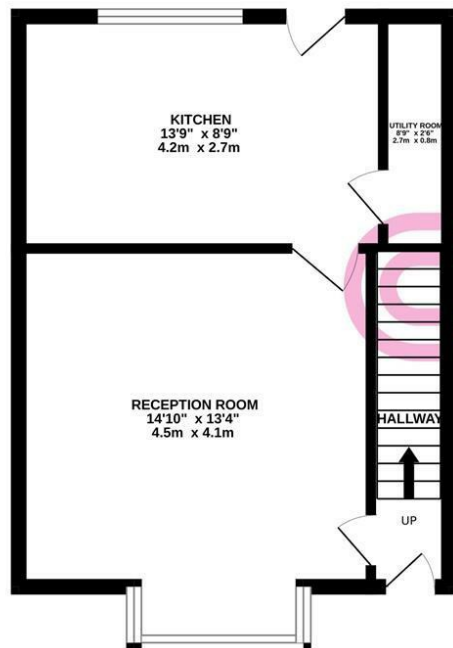 KITCHEN
13'9" x 8'9"
4.2m x 2.7m
UTILITY ROOM
8'9" x 2'6"
2.7m x 0.8m
RECEPTION ROOM
14'10" x 13'4"
4.5m x 4.1m
HALLWAY
UP